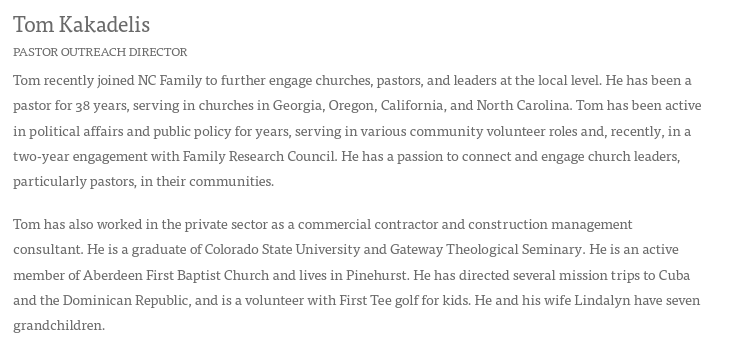 Tom Kakadelis
PASTOR OUTREACH DIRECTOR
Tom recently joined NC Family to further engage churches, pastors, and leaders at the local level. He has been a
pastor for 38 years, serving in churches in Georgia, Oregon, California, and North Carolina. Tom has been active
in political affairs and public policy for years, serving in various community volunteer roles and, recently, in a
two-year engagement with Family Research Council. He has a passion to connect and engage church leaders,
particularly pastors, in their communities.
Tom has also worked in the private sector as a commercial contractor and construction management
consultant. He is a graduate of Colorado State University and Gateway Theological Seminary. He is an active
member of Aberdeen First Baptist Church and lives in Pinehurst. He has directed several mission trips to Cuba
and the Dominican Republic, and is a volunteer with First Tee golf for kids. He and his wife Lindalyn have seven
grandchildren.